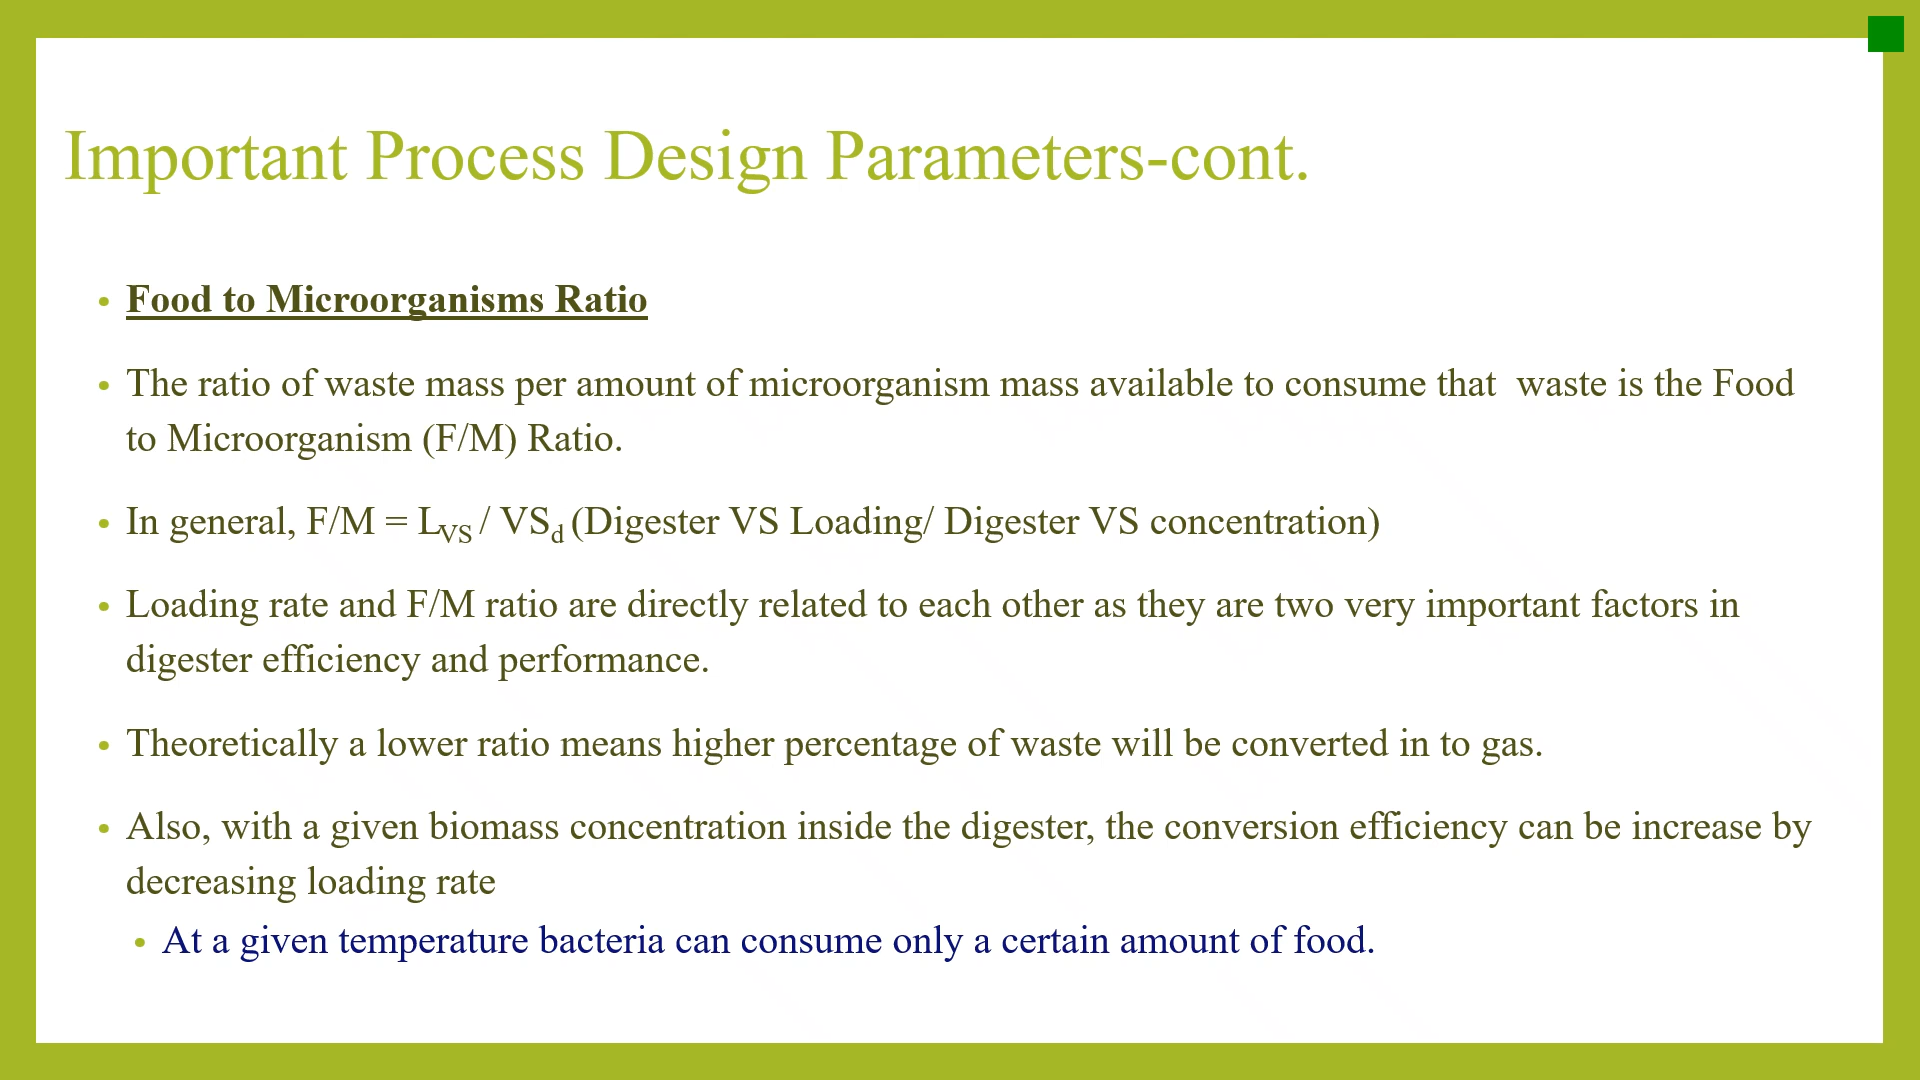 Important Process Design Parameters-cont.
• Food to Microorganisms Ratio
• The ratio of waste mass per amount of microorganism mass available to consume that  waste is the Food
to Microorganism (F/M) Ratio.
• In general, F/M = LVS / VSd (Digester VS Loading/ Digester VS concentration)
• Loading rate and F/M ratio are directly related to each other as they are two very important factors in
digester efficiency and performance.
• Theoretically a lower ratio means higher percentage of waste will be converted in to gas.
• Also, with a given biomass concentration inside the digester, the conversion efficiency can be increase by
decreasing loading rate
• At a given temperature bacteria can consume only a certain amount of food.